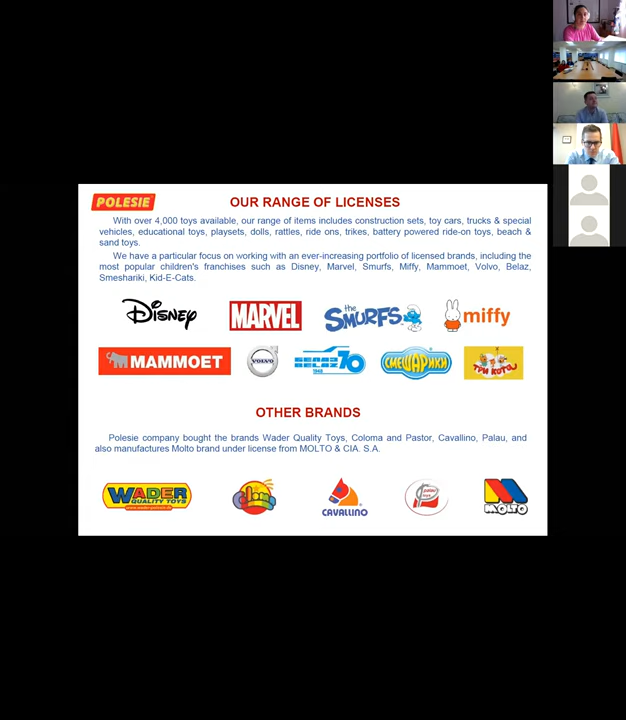 POLESIE
OUR RANGE OF LICENSES
With over 4,000 toys available, our range of items includes construction sets, toy cars, trucks & special
vehicles, educational toys, playsets, dolls, rattles, ride ons, trikes, battery powered ride-on toys, beach &
sand toys.
We have a particular focus on working with an ever-increasing portfolio of licensed brands, including the
most popular children's franchises such as Disney, Marvel, Smurfs, Miffy, Mammoet, Volvo, Belaz,
Smeshariki, Kid-E-Cats.
DISNEY
MARVEL
the SMURFS
miffy
MAMMOET
VOLVO
БЕЛАЗ 70
BELAZ
1948
СМЕШАРИКИ
ТРИ КОТА
OTHER BRANDS
Polesie company bought the brands Wader Quality Toys, Coloma and Pastor, Cavallino, Palau, and
also manufactures Molto brand under license from MOLTO & CIA. S.A.
WADER
QUALITY TOYS
CAVALLINO
palau
toys
MOLTO